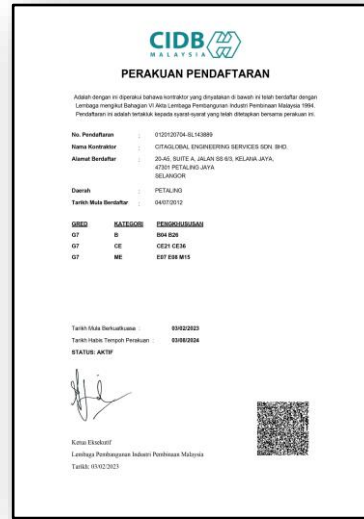 CIDB
MALAYSIA
PERAKUAN PENDAFTARAN
Adalah dengan ini diperakui bahawa kontraktor yang dinyatakan di bawah ini telah berdaftar dengan
Lembaga mengikut Bahagian VI Akta Lembaga Pembangunan Industri Pembinaan Malaysia 1994.
Pendaftaran ini adalah tertakluk kepada syarat-syarat yang telah ditetapkan bersama perakuan ini.
No. Pendaftaran : 0120120704-SL143889
Nama Kontraktor : CITAGLOBAL ENGINEERING SERVICES SDN. BHD.
Alamat Berdaftar : 20-4S, SUITE A, JALAN SS 6/3, KELANA JAYA,
47301 PETALING JAYA
SELANGOR
Daerah : PETALING
Tarikh Mula Berdaftar : 04/07/2012
GRED KATEGORI PENGKHUSUSAN
G7 B B04 B26
G7 CE CE21 CE36
G7 ME E07 E08 M15
Tarikh Mula Berkuatkuasa : 03/02/2023
Tarikh Habis Tempoh Perakuan : 03/08/2024
STATUS: AKTIF
Ketua Eksekutif
Lembaga Pembangunan Industri Pembinaan Malaysia
Tarikh: 03/02/2023